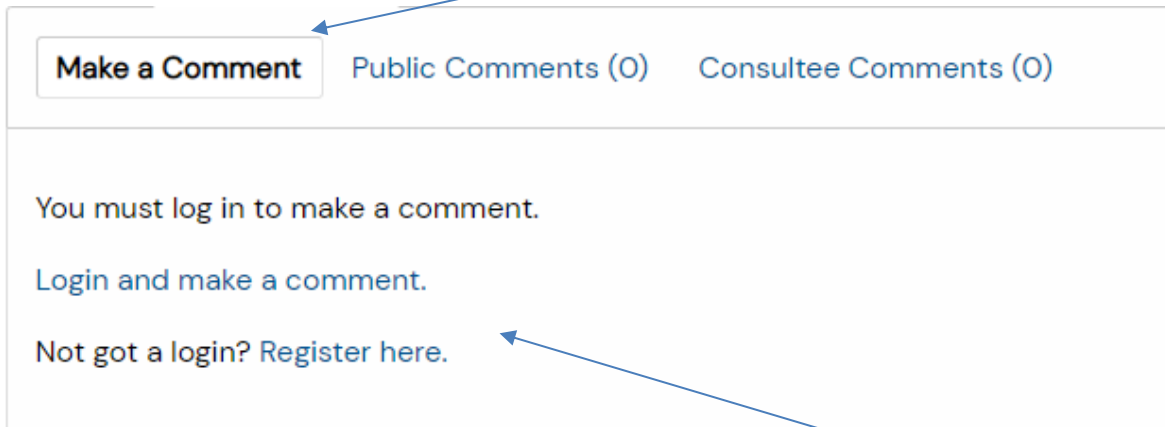 Make a Comment Public Comments (0) Consultee Comments (0)
You must log in to make a comment.
Login and make a comment.
Not got a login? Register here.